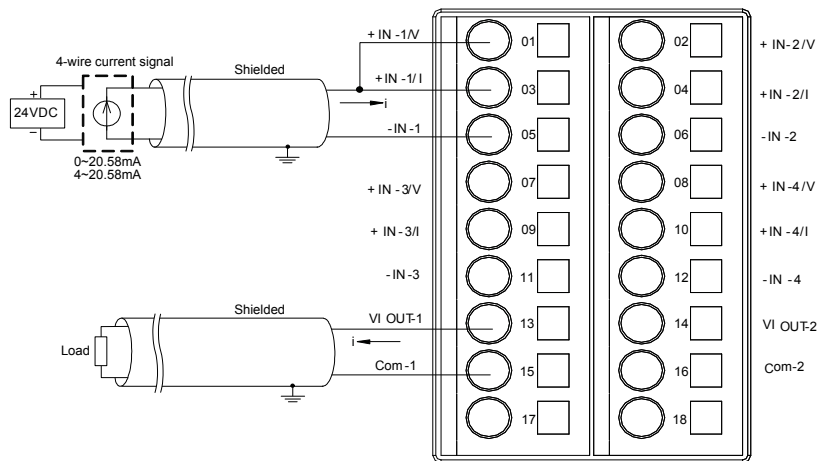 + IN -1/V
01
02
+ IN-2/V
4-wire current signal
Shielded
+IN-1/ I
03
04
+IN-2/I
i
+
24VDC
−
-IN -1
05
06
-IN -2
0~20.58mA
4~20.58mA
+ IN -3/V
07
08
+ IN-4/V
+ IN -3/I
09
10
+IN-4/I
-IN-3
11
12
-IN -4
Shielded
VI OUT-1
13
14
VI OUT-2
i
Load
Com -1
15
16
Com-2
17
18